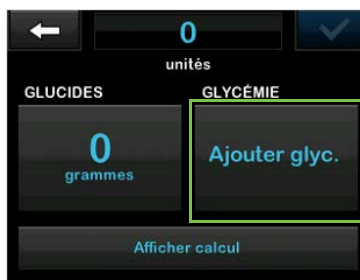 0
unités
GLUCIDES GLYCÉMIE
0
grammes
Ajouter glyc.
Afficher calcul